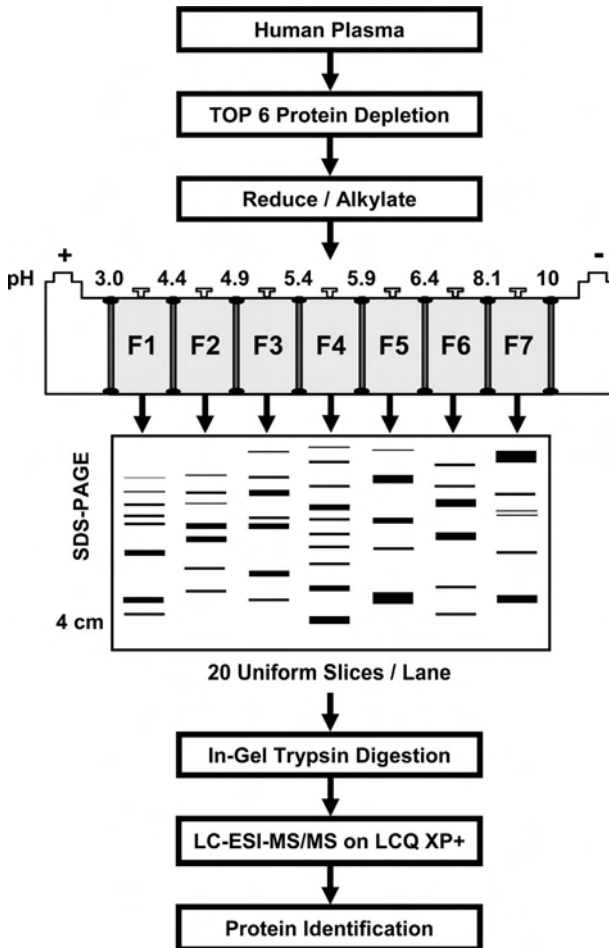 Human Plasma
TOP 6 Protein Depletion
Reduce / Alkylate
+ -
pH 3.0 4.4 4.9 5.4 5.9 6.4 8.1 10
F1 F2 F3 F4 F5 F6 F7
SDS-PAGE
4 cm
20 Uniform Slices / Lane
In-Gel Trypsin Digestion
LC-ESI-MS/MS on LCQ XP+
Protein Identification